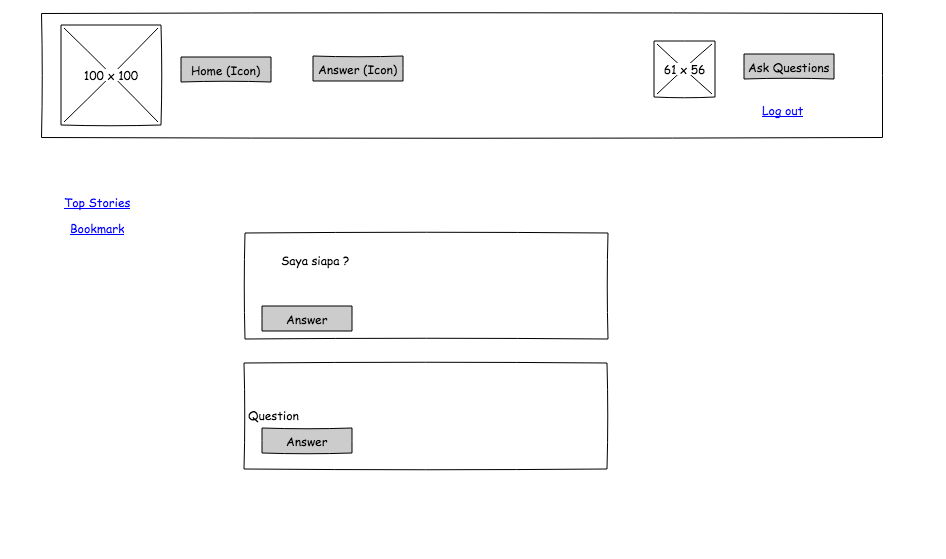 100 x 100
Home (Icon)
Answer (Icon)
61 x 56
Ask Questions
Log out
Top Stories
Bookmark
Saya siapa ?
Answer
Question
Answer